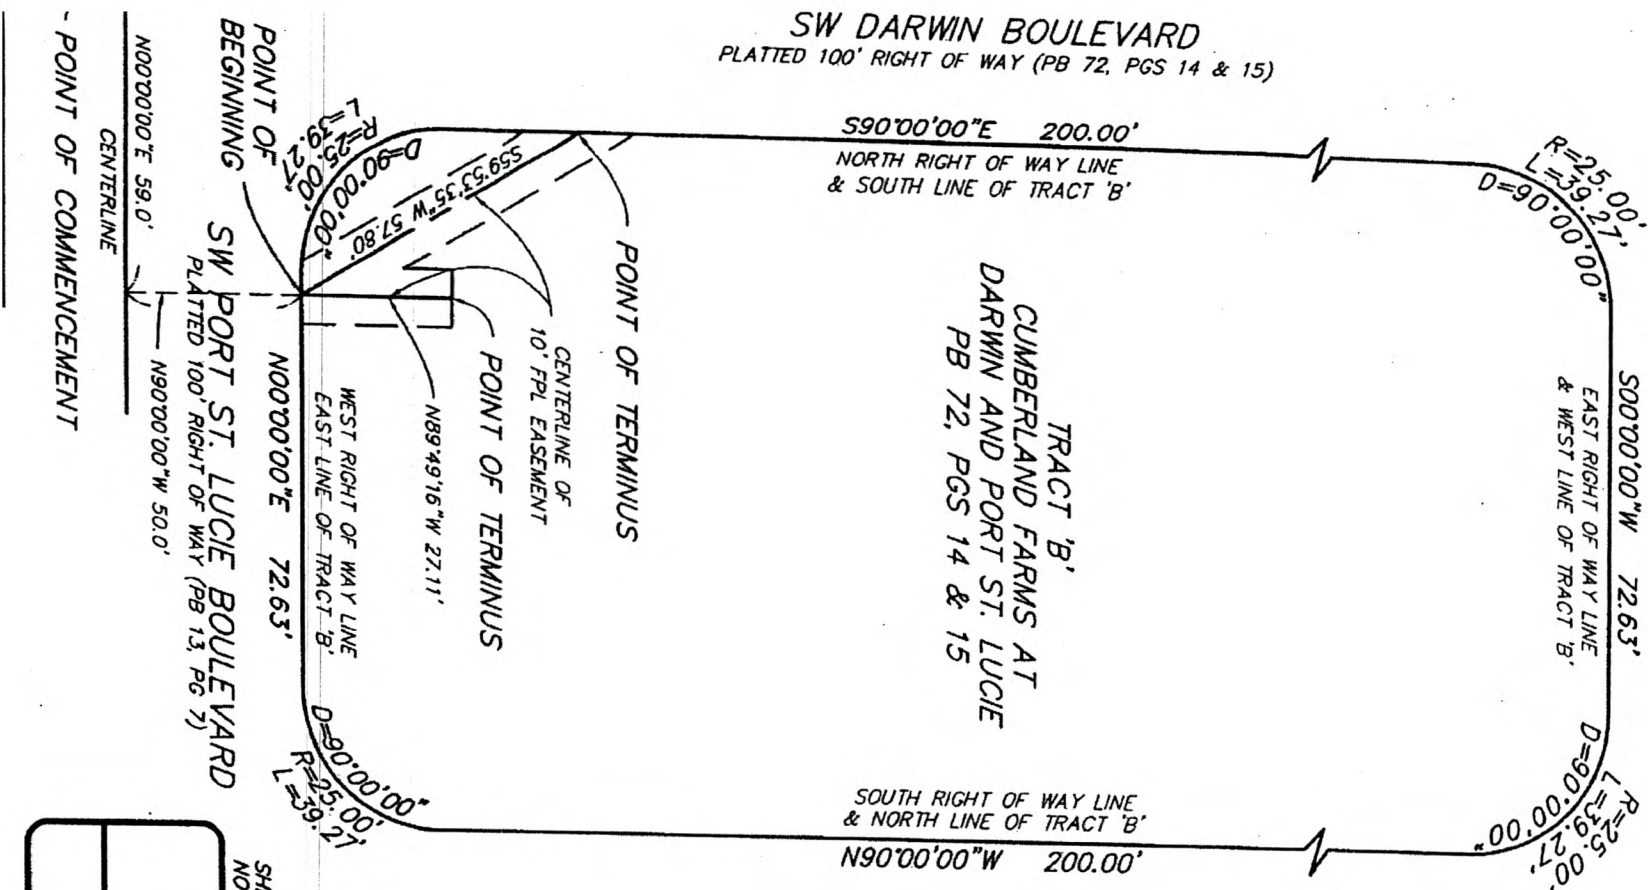 SW DARWIN BOULEVARD
PLATTED 100' RIGHT OF WAY (PB 72, PGS 14 & 15)
S90°00'00"E 200.00'
NORTH RIGHT OF WAY LINE
& SOUTH LINE OF TRACT 'B'
R=25.00'
L=39.27'
D=90°00'00"
S00°00'00"W 72.63'
EAST RIGHT OF WAY LINE
& WEST LINE OF TRACT 'B'
D=90°00'00"
L=39.27'
R=25.00'
TRACT 'B'
CUMBERLAND FARMS AT
DARWIN AND PORT ST. LUCIE
PB 72, PGS 14 & 15
POINT OF TERMINUS
CENTERLINE OF
10' FPL EASEMENT
POINT OF TERMINUS
N89°49'16"W 27.11'
S59°53'35"W 57.80'
D=90°00'00"
R=25.00'
L=39.27'
POINT OF
BEGINNING
WEST RIGHT OF WAY LINE
EAST LINE OF TRACT 'B'
N00°00'00"E 72.63'
SW PORT ST. LUCIE BOULEVARD
PLATTED 100' RIGHT OF WAY (PB 13, PG 7)
N90°00'00"W 50.0'
N00°00'00"E 59.0'
CENTERLINE
- POINT OF COMMENCEMENT
D=90°00'00"
R=25.00'
L=39.27'
SOUTH RIGHT OF WAY LINE
& NORTH LINE OF TRACT 'B'
N90°00'00"W 200.00'